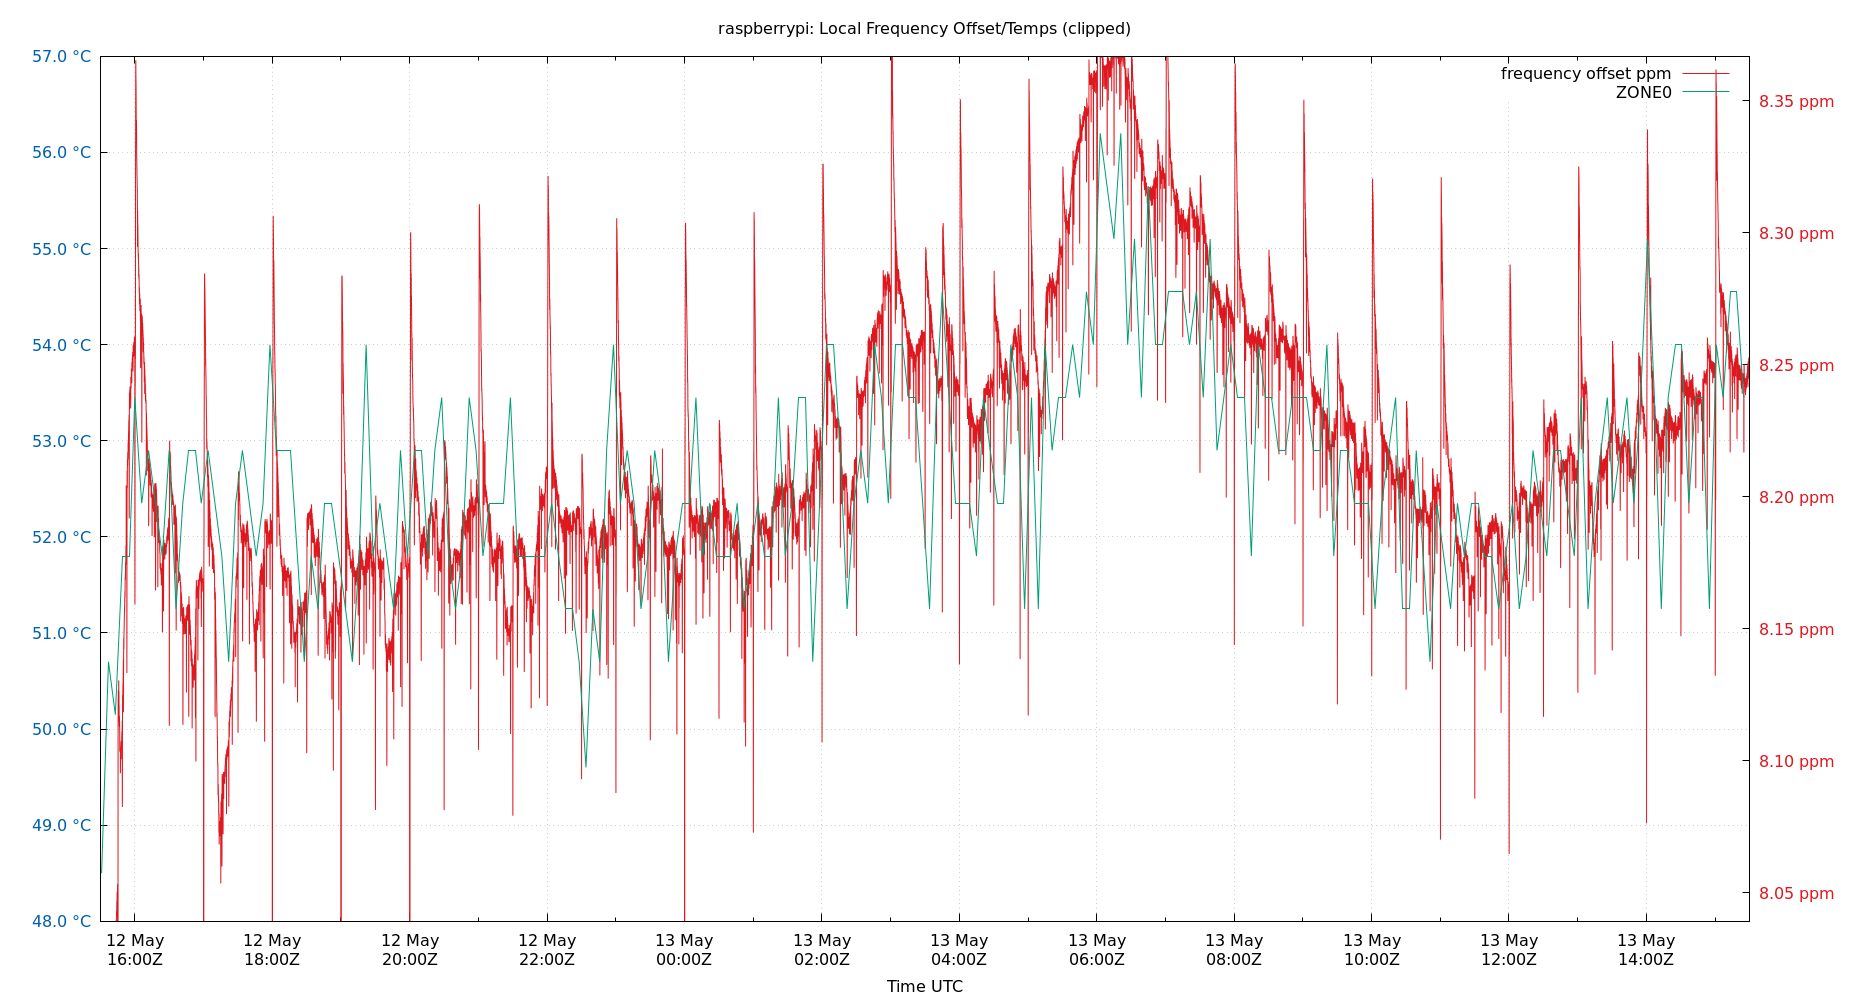 raspberrypi: Local Frequency Offset/Temps (clipped)
57.0 °C
56.0 °C
55.0 °C
54.0 °C
53.0 °C
52.0 °C
51.0 °C
50.0 °C
49.0 °C
48.0 °C
frequency offset ppm
ZONE0
8.35 ppm
8.30 ppm
8.25 ppm
8.20 ppm
8.15 ppm
8.10 ppm
8.05 ppm
12 May
16:00Z
12 May
18:00Z
12 May
20:00Z
12 May
22:00Z
13 May
00:00Z
13 May
02:00Z
13 May
04:00Z
13 May
06:00Z
13 May
08:00Z
13 May
10:00Z
13 May
12:00Z
13 May
14:00Z
Time UTC